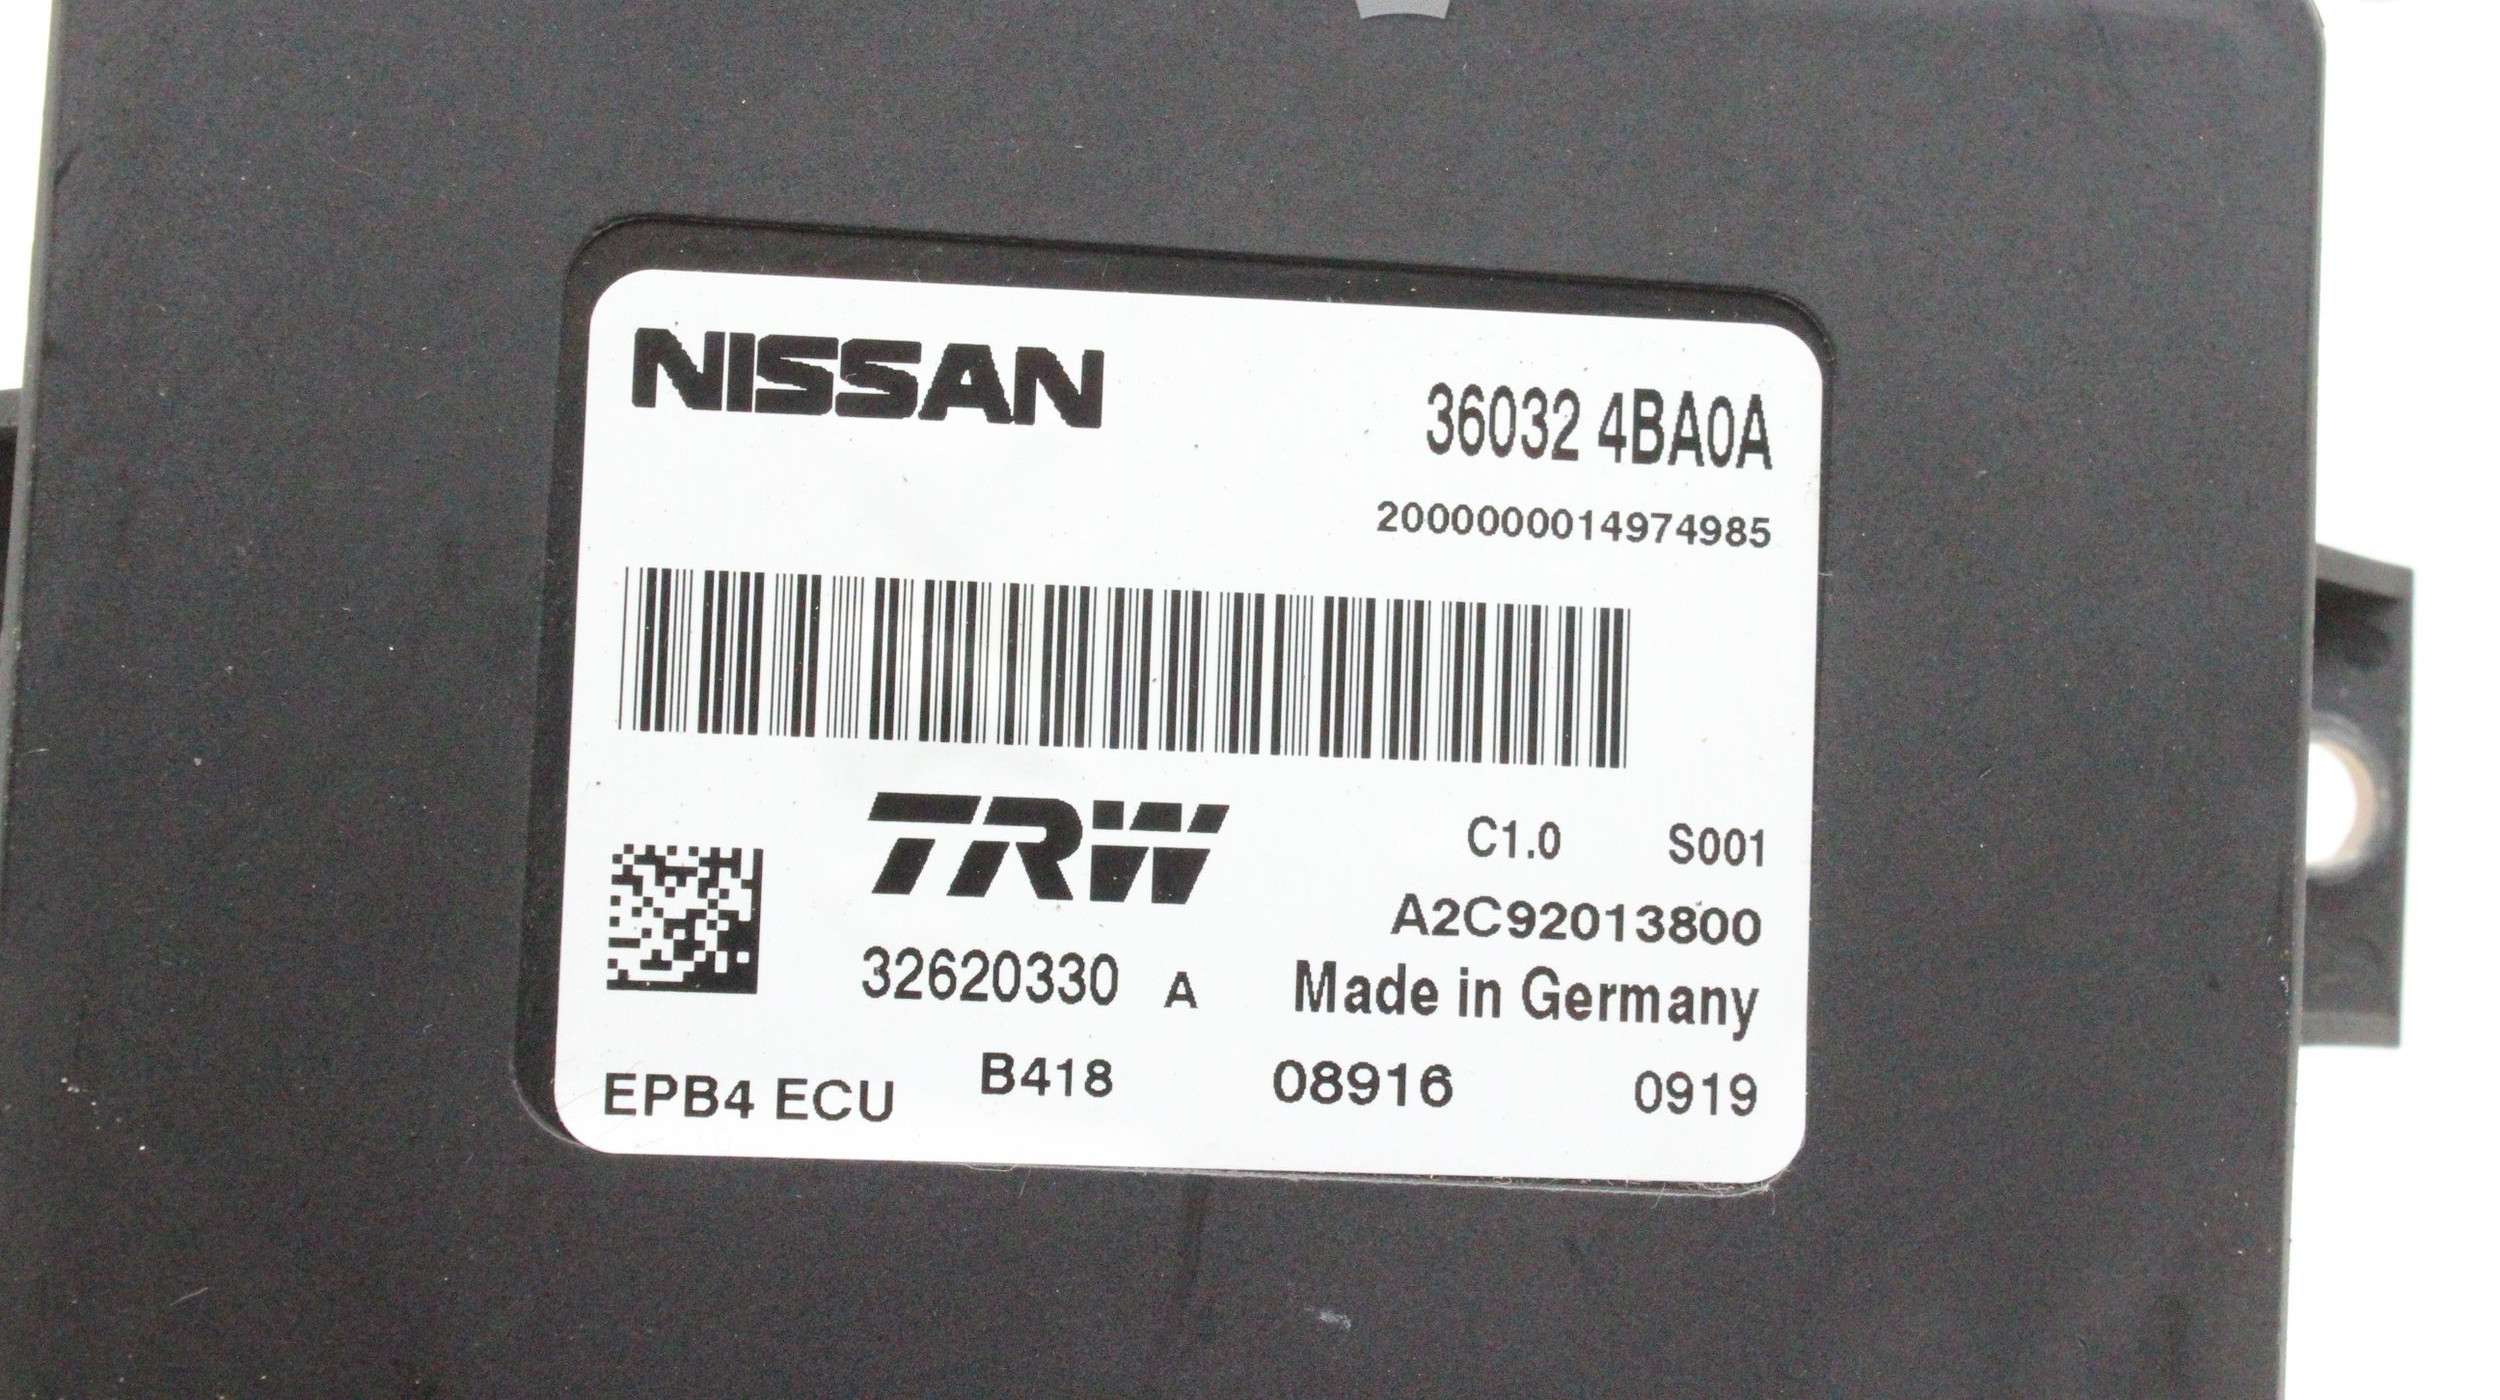 NISSAN
36032 4BA0A
2000000014974985
TRW
C1.0 S001
A2C92013800
32620330 A
Made in Germany
EPB4 ECU B418 08916 0919